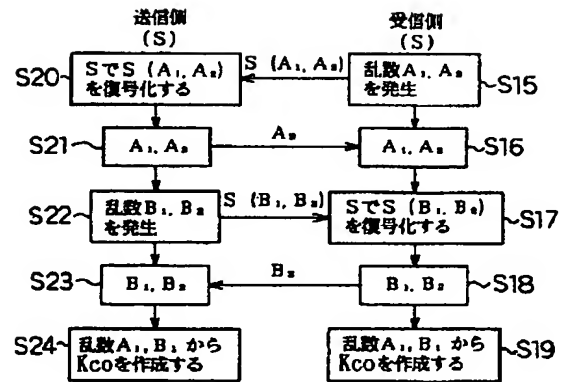 送信側
(S)
受信側
(S)
S20
SでS (A₁, A₂)
を復号化する
S (A₁, A₂)
乱数A₁, A₂
を発生
S15
S21
A₁, A₂
A₂
A₁, A₂
S16
S22
乱数B₁, B₂
を発生
S (B₁, B₂)
SでS (B₁, B₂)
を復号化する
S17
S23
B₁, B₂
B₂
B₁, B₂
S18
S24
乱数A₁, B₁ から
Kcoを作成する
乱数A₁, B₁ から
Kcoを作成する
S19